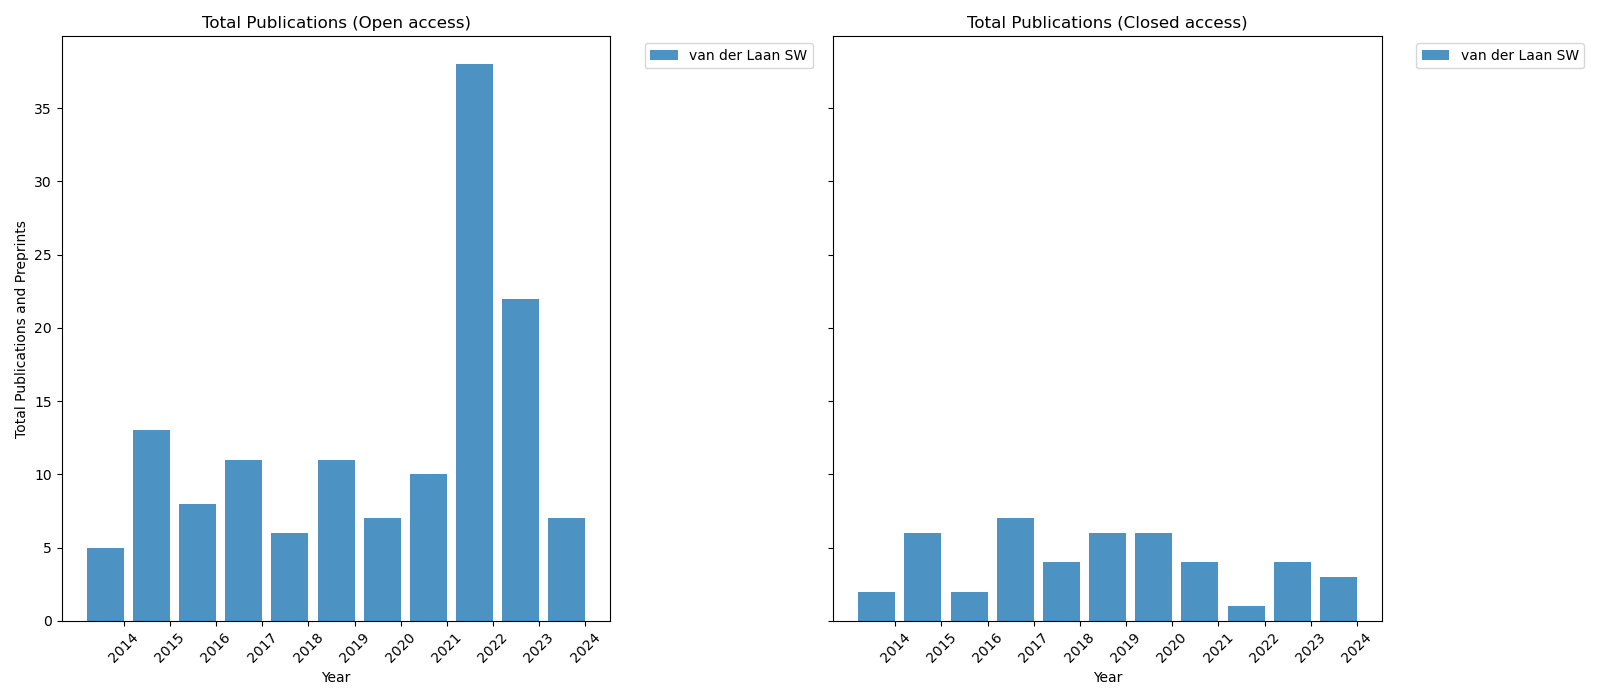 Total Publications (Open access)
van der Laan SW
Total Publications and Preprints
35
30
25
20
15
10
5
0
2014 2015 2016 2017 2018 2019 2020 2021 2022 2023 2024
Year
Total Publications (Closed access)
van der Laan SW
2014 2015 2016 2017 2018 2019 2020 2021 2022 2023 2024
Year